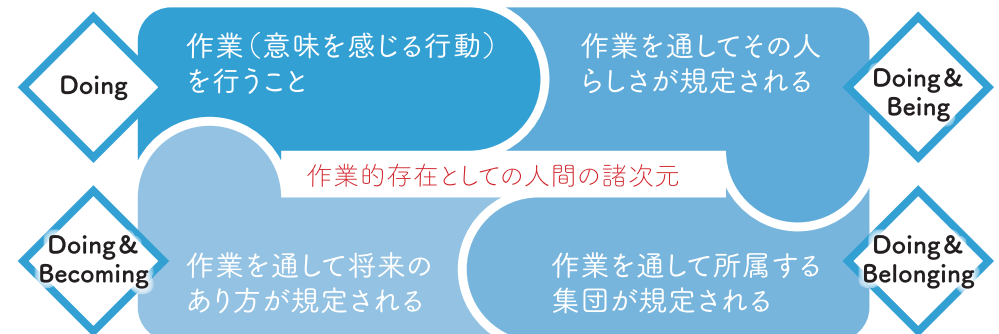 Doing
作業（意味を感じる行動）
を行うこと
作業を通してその人
らしさが規定される
Doing &
Being
作業的存在としての人間の諸次元
Doing &
Becoming
作業を通して将来の
あり方が規定される
作業を通して所属する
集団が規定される
Doing &
Belonging